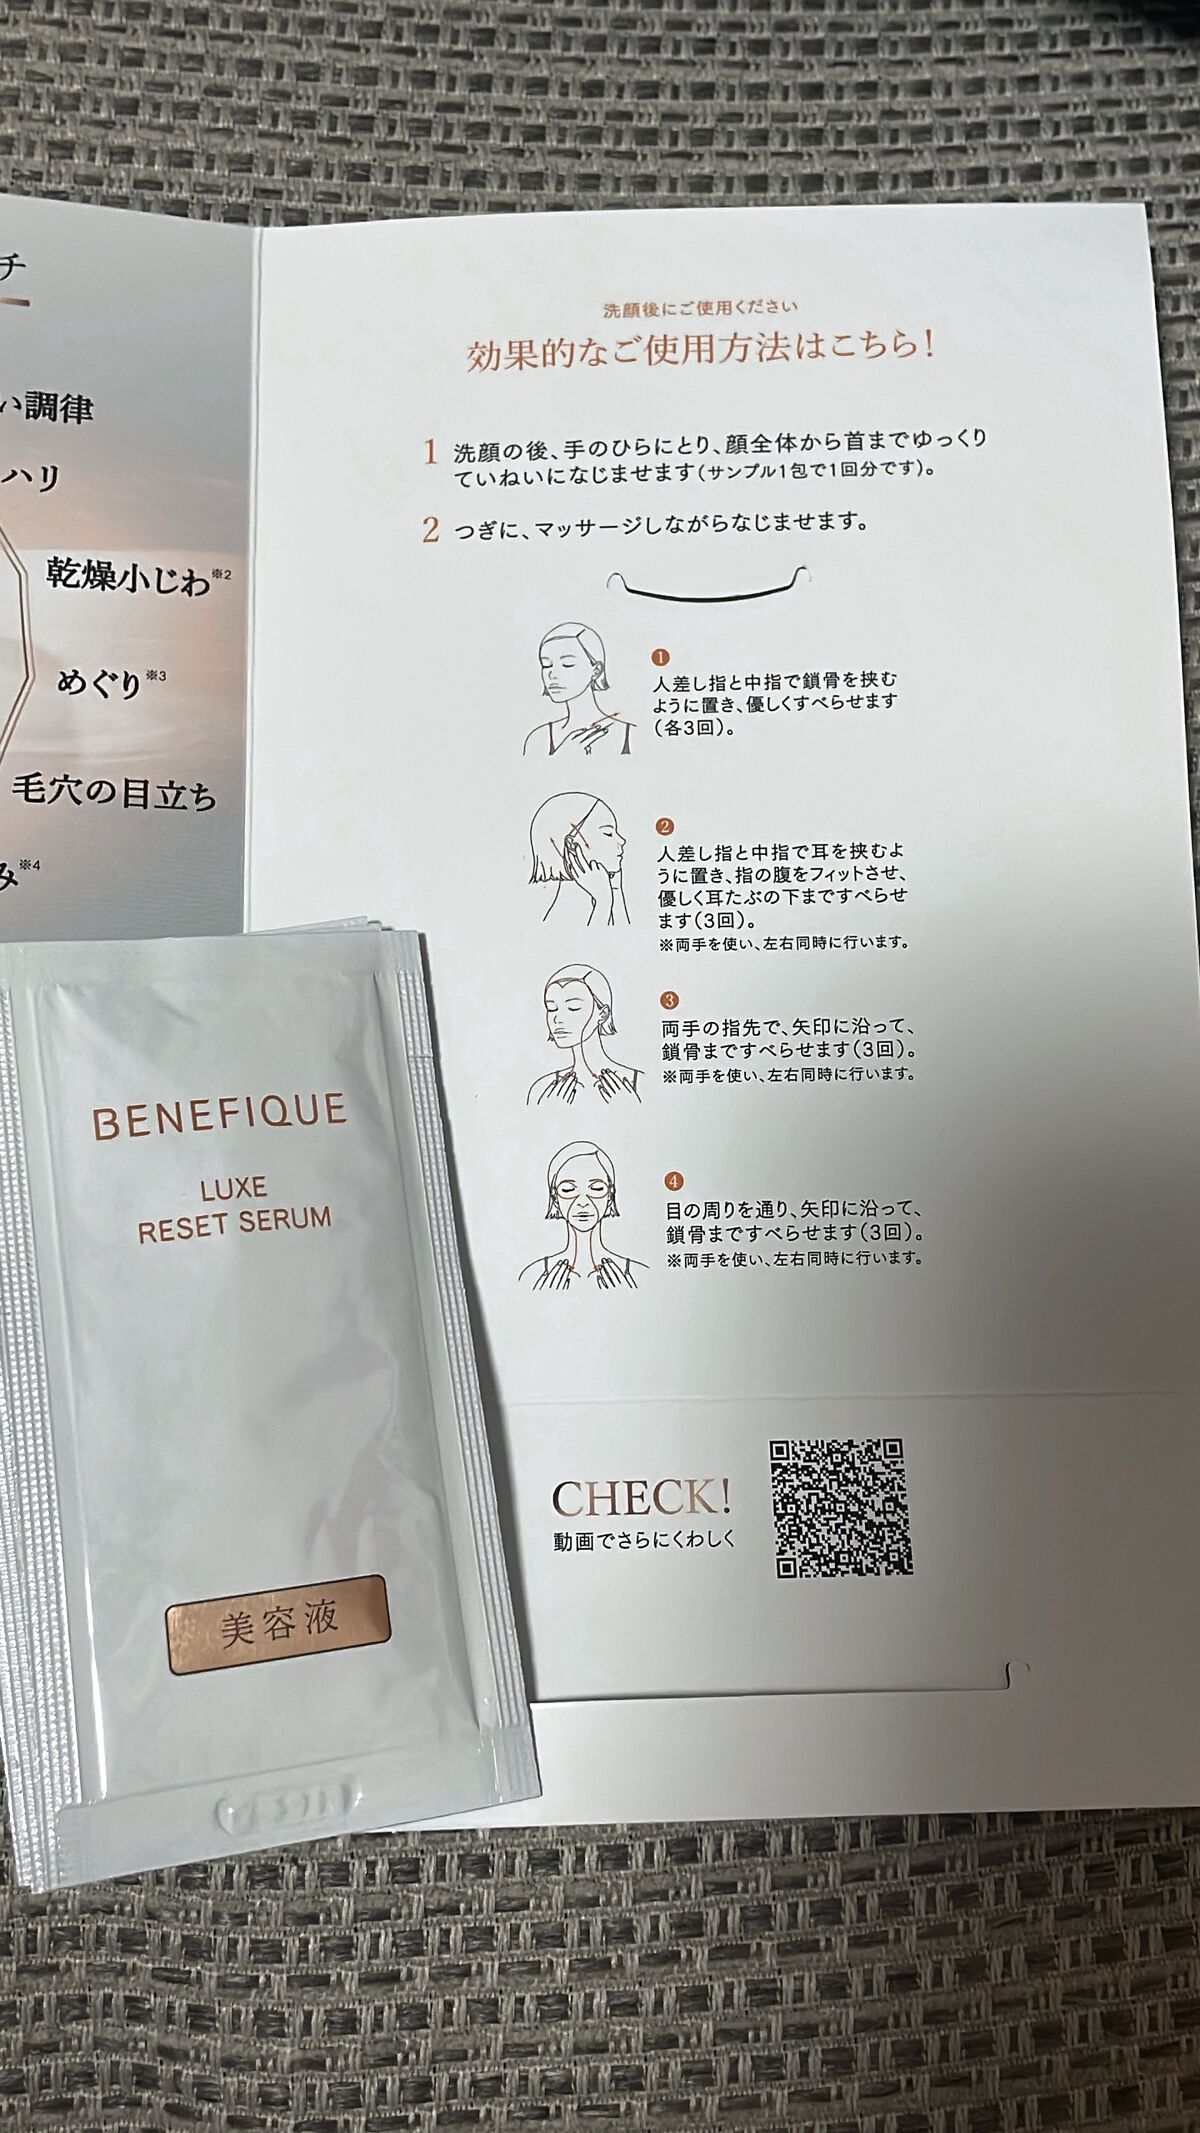 チ
い調律
ハリ
乾燥小じわ※2
めぐり※3
毛穴の目立ち
み※4
洗顔後にご使用ください
効果的なご使用方法はこちら!
1 洗顔の後、手のひらにとり、顔全体から首までゆっくり
ていねいになじませます(サンプル1包で1回分です)。
2 つぎに、マッサージしながらなじませます。
1
人差し指と中指で鎖骨を挟む
ように置き、優しくすべらせます
(各3回)。
2
人差し指と中指で耳を挟むよ
うに置き、指の腹をフィットさせ、
優しく耳たぶの下まですべらせ
ます(3回)。
※両手を使い、左右同時に行います。
3
両手の指先で、矢印に沿って、
鎖骨まですべらせます(3回)。
※両手を使い、左右同時に行います。
4
目の周りを通り、矢印に沿って、
鎖骨まですべらせます(3回)。
※両手を使い、左右同時に行います。
CHECK!
動画でさらにくわしく
BENEFIQUE
LUXE
RESET SERUM
美容液